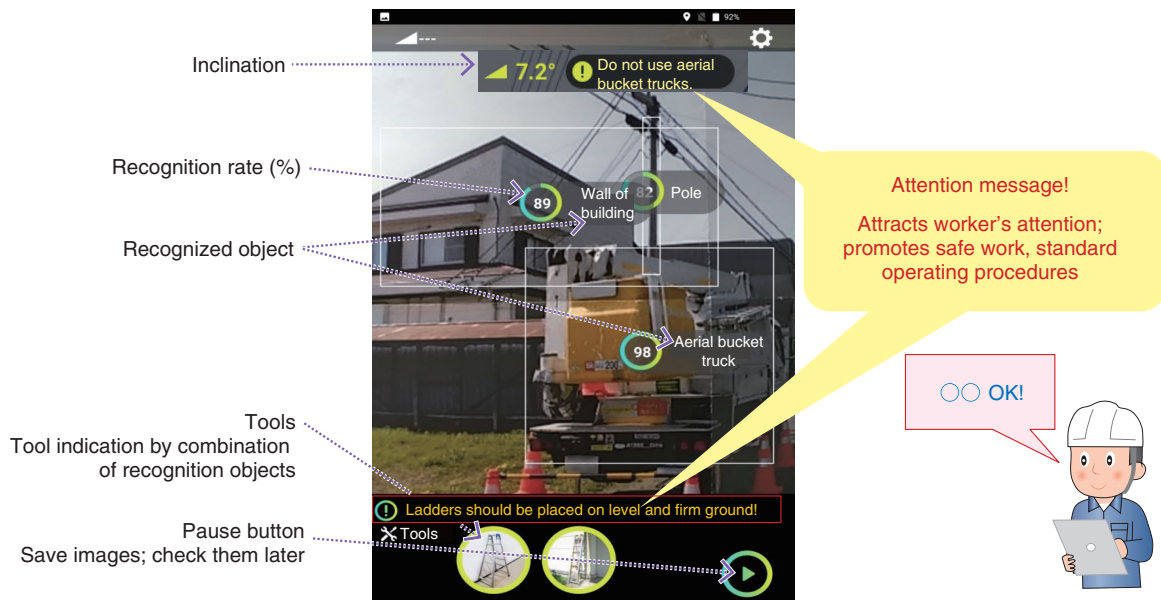 92%
---
Inclination
7.2°
! Do not use aerial
bucket trucks.
Recognition rate (%)
89
Wall of
building
82
Pole
Recognized object
98
Aerial bucket
truck
Attention message!
Attracts worker's attention;
promotes safe work, standard
operating procedures
○○ OK!
Tools
Tool indication by combination
of recognition objects
! Ladders should be placed on level and firm ground!
Tools
Pause button
Save images; check them later